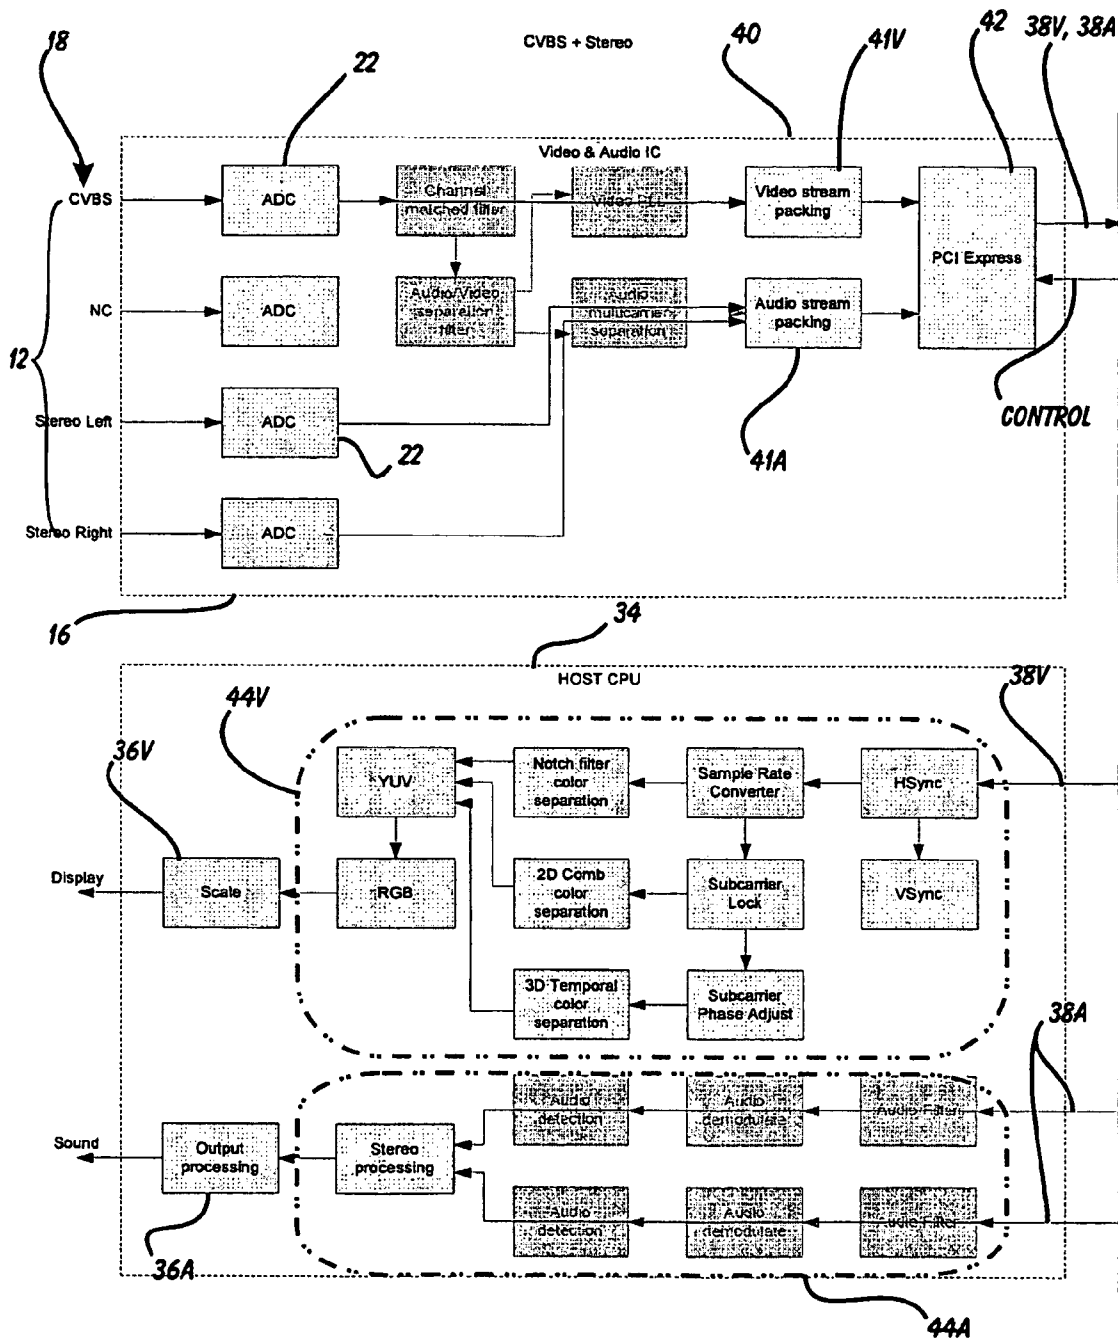 18
CVBS + Stereo
40
41V
42
38V, 38A
22
Video & Audio IC
CVBS
ADC
Channel
matched filter
Video PLL
Video stream
packing
PCI Express
NC
ADC
Audio/Video
separation
filter
Audio
multicarrier
separation
Audio stream
packing
12
CONTROL
Stereo Left
ADC
22
41A
Stereo Right
ADC
16
34
HOST CPU
44V
38V
36V
YUV
Notch filter
color
separation
Sample Rate
Converter
HSync
Display
Scale
RGB
2D Comb
color
separation
Subcarrier
Lock
VSync
3D Temporal
color
separation
Subcarrier
Phase Adjust
38A
Audio
detection
Audio
demodulate
Audio Filter
Sound
Output
processing
Stereo
processing
Audio
detection
Audio
demodulate
Audio Filter
36A
44A